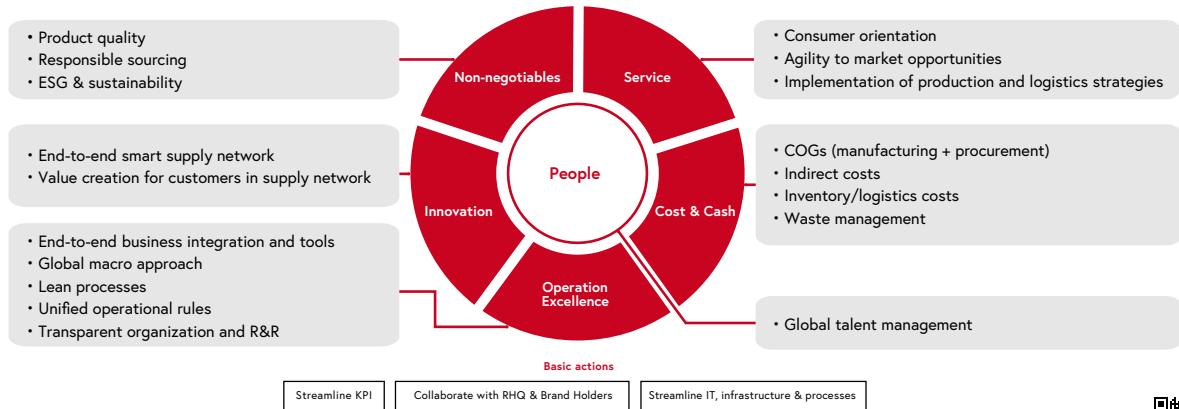 • Product quality
• Responsible sourcing
• ESG & sustainability
• End-to-end smart supply network
• Value creation for customers in supply network
• End-to-end business integration and tools
• Global macro approach
• Lean processes
• Unified operational rules
• Transparent organization and R&R
Non-negotiables
Service
People
Innovation
Cost & Cash
Operation
Excellence
• Consumer orientation
• Agility to market opportunities
• Implementation of production and logistics strategies
• COGs (manufacturing + procurement)
• Indirect costs
• Inventory/logistics costs
• Waste management
• Global talent management
Basic actions
Streamline KPI
Collaborate with RHQ & Brand Holders
Streamline IT, infrastructure & processes